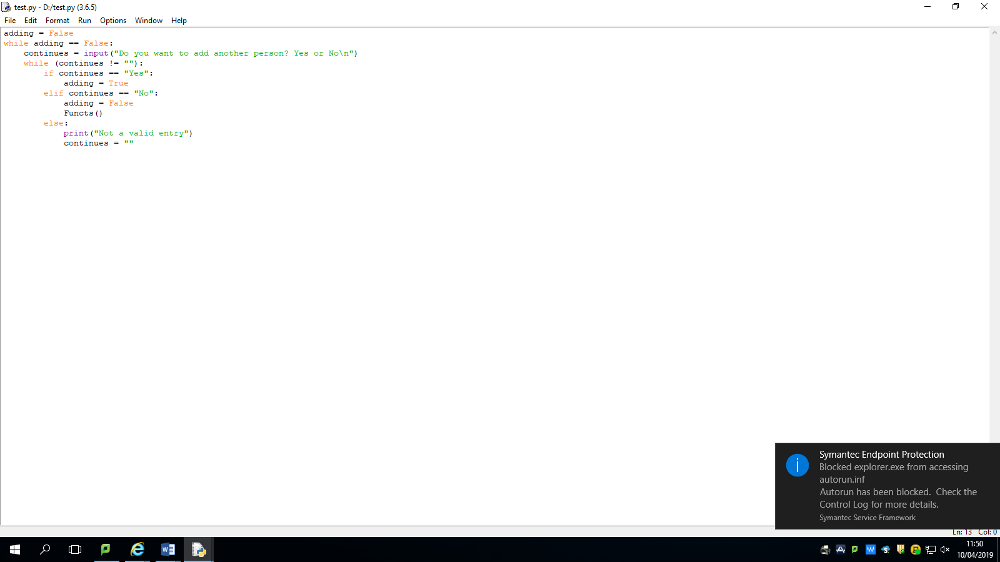 test.py - D:/test.py (3.6.5)
File Edit Format Run Options Window Help
adding = False
while adding == False:
    continues = input("Do you want to add another person? Yes or No\n")
    while (continues != ""):
        if continues == "Yes":
            adding = True
        elif continues == "No":
            adding = False
            Functs()
        else:
            print("Not a valid entry")
            continues = ""
Symantec Endpoint Protection
Blocked explorer.exe from accessing
autorun.inf
Autorun has been blocked. Check the
Control Log for more details.
Symantec Service Framework
Ln: 13 Col: 0
11:50
10/04/2019